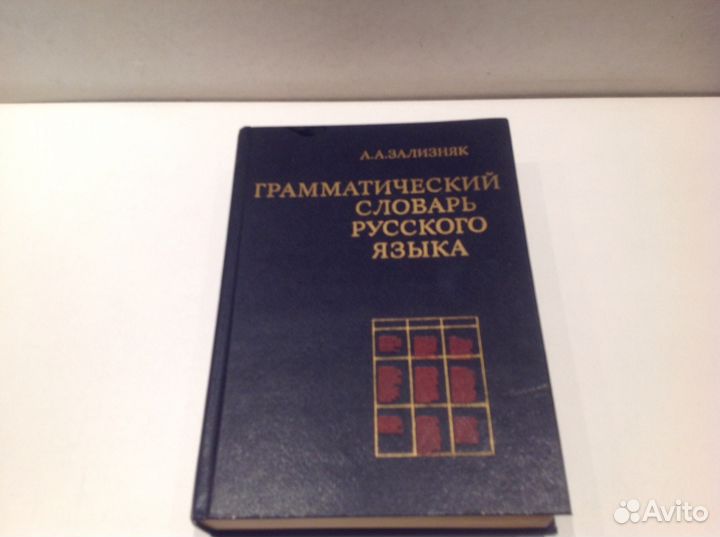 А.А.ЗАЛИЗНЯК
ГРАММАТИЧЕСКИЙ
СЛОВАРЬ
РУССКОГО
ЯЗЫКА
Avito